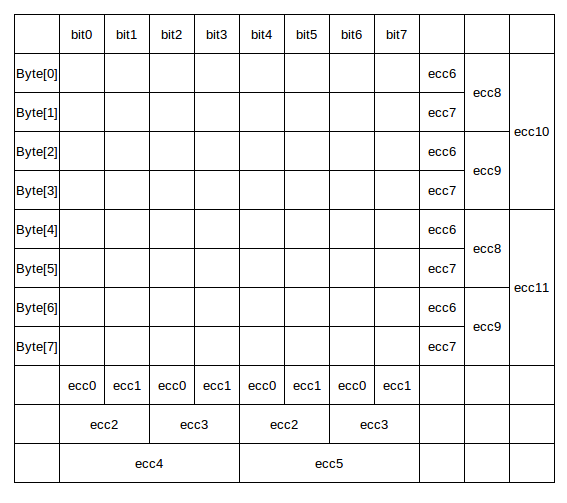 bit0 bit1 bit2 bit3 bit4 bit5 bit6 bit7
Byte[0] ecc6
ecc8
Byte[1] ecc7
ecc10
Byte[2] ecc6
ecc9
Byte[3] ecc7
Byte[4] ecc6
ecc8
Byte[5] ecc7
ecc11
Byte[6] ecc6
ecc9
Byte[7] ecc7
ecc0 ecc1 ecc0 ecc1 ecc0 ecc1 ecc0 ecc1
ecc2 ecc3 ecc2 ecc3
ecc4 ecc5